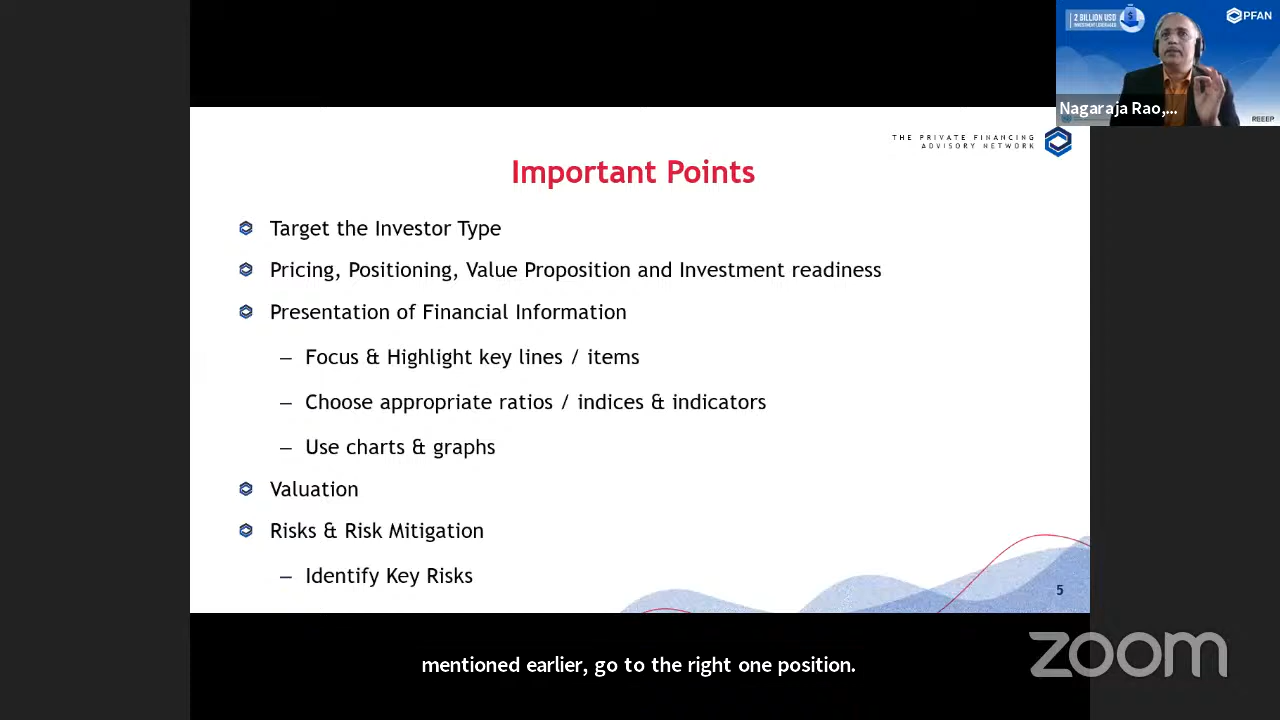 2 BILLION USD
INVESTMENT LEVERAGED
PFAN
Nagaraja Rao,...
REEEP
THE PRIVATE FINANCING
ADVISORY NETWORK
Important Points
Target the Investor Type
Pricing, Positioning, Value Proposition and Investment readiness
Presentation of Financial Information
– Focus & Highlight key lines / items
– Choose appropriate ratios / indices & indicators
– Use charts & graphs
Valuation
Risks & Risk Mitigation
– Identify Key Risks
5
mentioned earlier, go to the right one position.
zoom